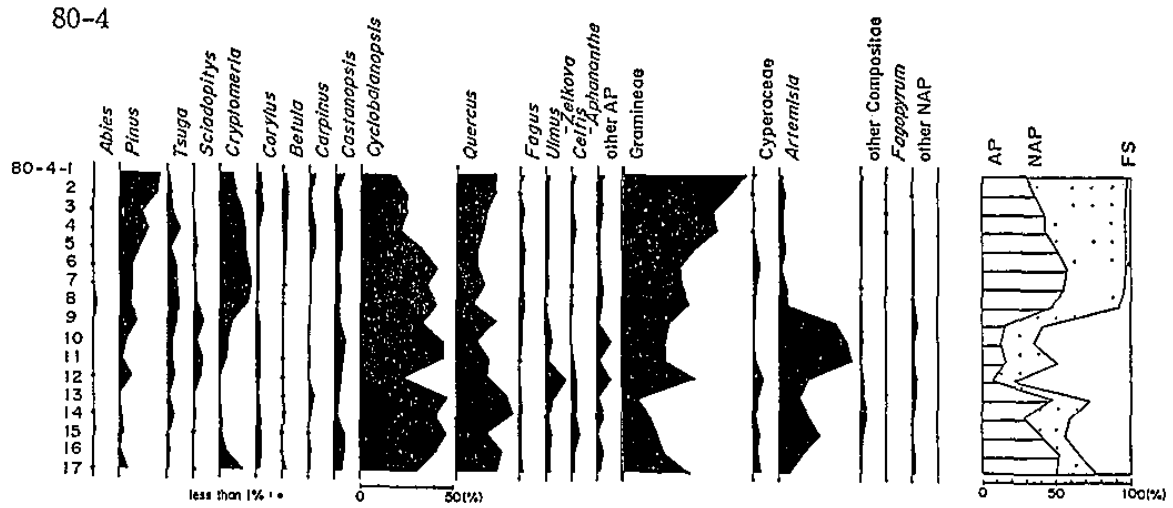 80-4
Abies
Pinus
Tsuga
Sciadopitys
Cryptomeria
Corylus
Betula
Carpinus
Castanopsis
Cyclobalanopsis
Quercus
Fagus
Ulmus
-Zelkova
Celtis
-Aphananthe
other AP
Gramineae
Cyperaceae
Artemisia
other Compositae
Fagopyrum
other NAP
AP
NAP
FS
80-4-1
2
3
4
5
6
7
8
9
10
11
12
13
14
15
16
17
less than 1% : •
0 50(%)
0 50 100(%)